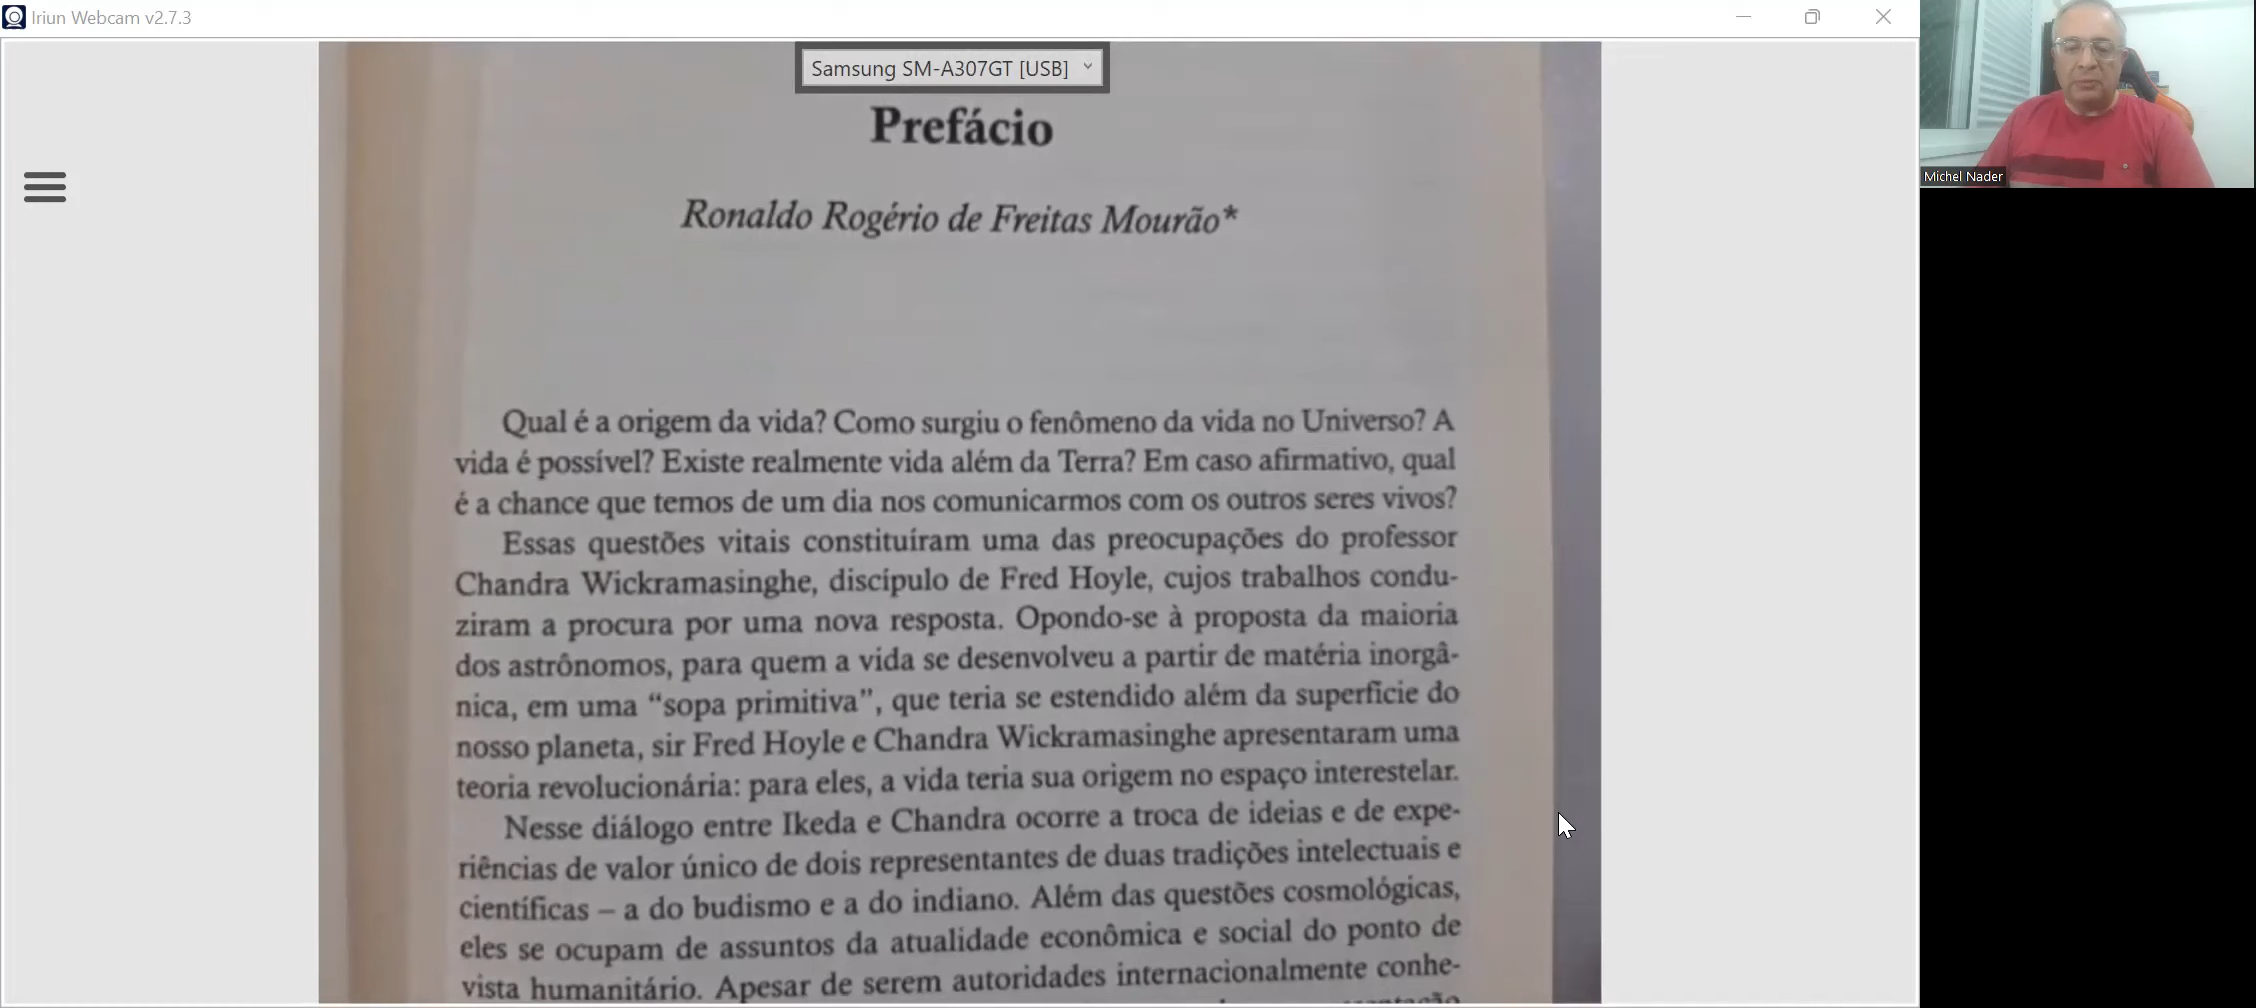 Iriun Webcam v2.7.3
Samsung SM-A307GT [USB]
Michel Nader
Prefácio
Ronaldo Rogério de Freitas Mourão*
Qual é a origem da vida? Como surgiu o fenômeno da vida no Universo? A
vida é possível? Existe realmente vida além da Terra? Em caso afirmativo, qual
é a chance que temos de um dia nos comunicarmos com os outros seres vivos?
Essas questões vitais constituíram uma das preocupações do professor
Chandra Wickramasinghe, discípulo de Fred Hoyle, cujos trabalhos condu-
ziram a procura por uma nova resposta. Opondo-se à proposta da maioria
dos astrônomos, para quem a vida se desenvolveu a partir de matéria inorgâ-
nica, em uma “sopa primitiva”, que teria se estendido além da superfície do
nosso planeta, sir Fred Hoyle e Chandra Wickramasinghe apresentaram uma
teoria revolucionária: para eles, a vida teria sua origem no espaço interestelar.
Nesse diálogo entre Ikeda e Chandra ocorre a troca de ideias e de expe-
riências de valor único de dois representantes de duas tradições intelectuais e
científicas – a do budismo e a do indiano. Além das questões cosmológicas,
eles se ocupam de assuntos da atualidade econômica e social do ponto de
vista humanitário. Apesar de serem autoridades internacionalmente conhe-